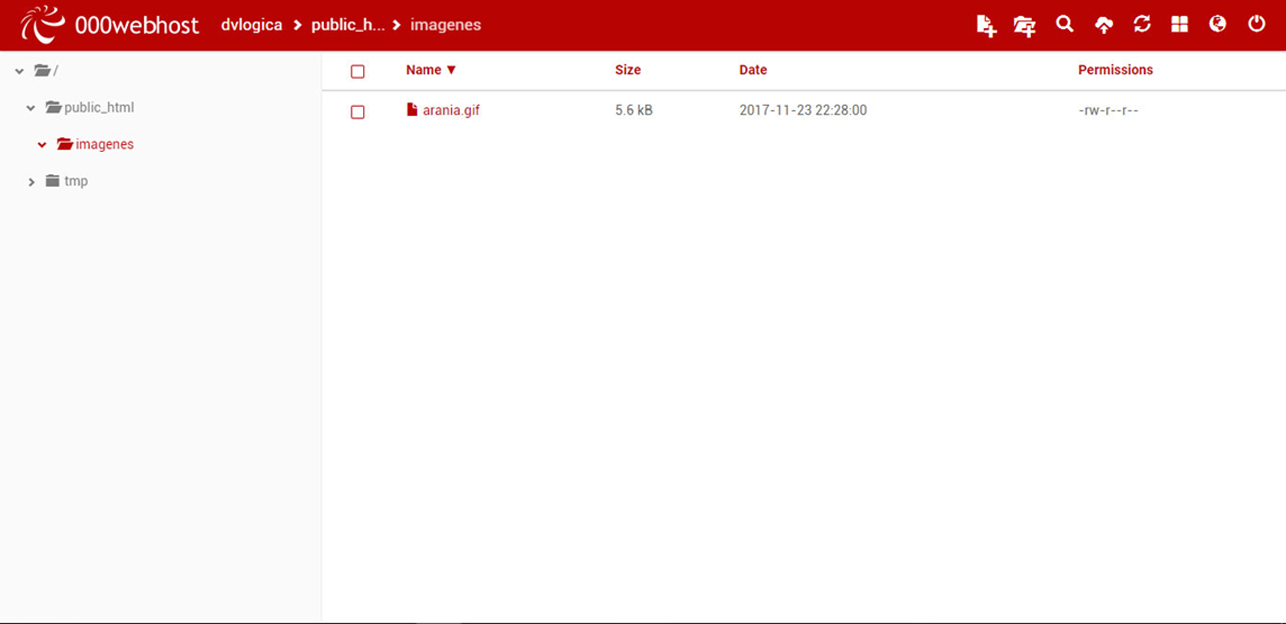 000webhost dvlogica > public_h... > imagenes
/
public_html
imagenes
tmp
Name ▼ Size Date Permissions
arania.gif 5.6 kB 2017-11-23 22:28:00 -rw-r--r--